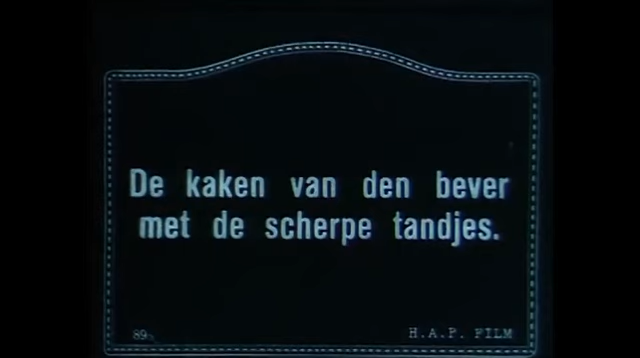 De kaken van den bever
met de scherpe tandjes.
89
H.A.P. FILM